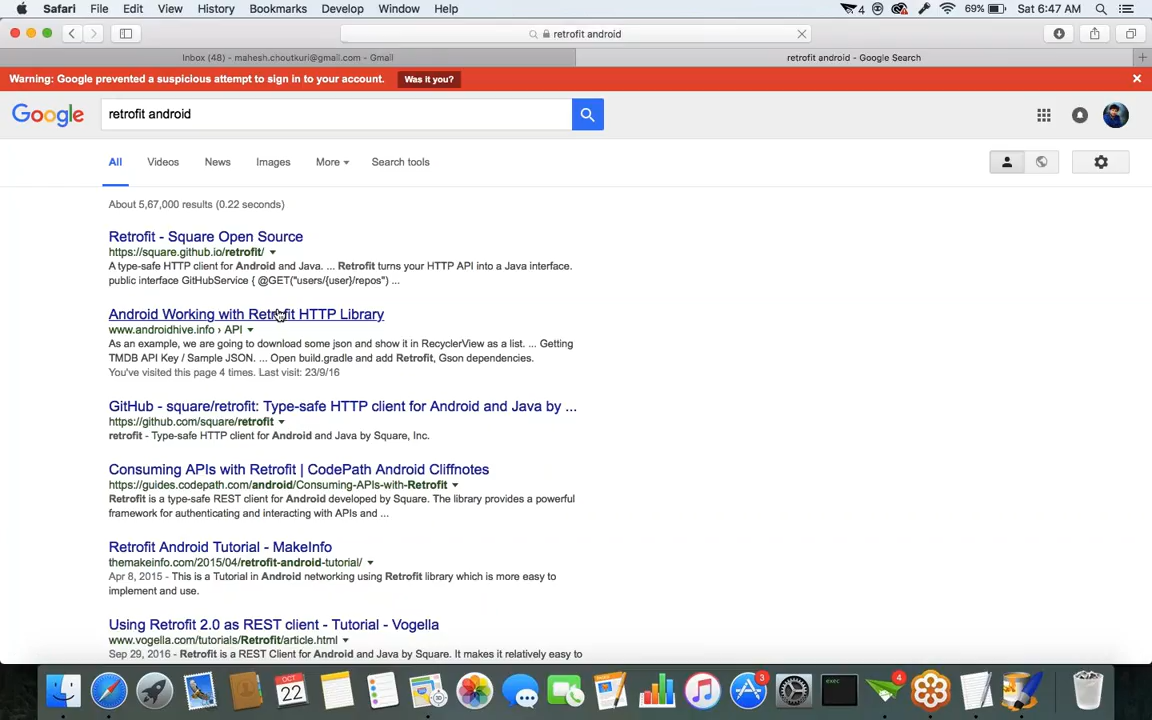 Safari File Edit View History Bookmarks Develop Window Help 4 69% Sat 6:47 AM
retrofit android
Inbox (48) - mahesh.choutkuri@gmail.com - Gmail
retrofit android - Google Search
Warning: Google prevented a suspicious attempt to sign in to your account. Was it you?
Google retrofit android
All Videos News Images More Search tools
About 5,67,000 results (0.22 seconds)
Retrofit - Square Open Source
https://square.github.io/retrofit/
A type-safe HTTP client for Android and Java. ... Retrofit turns your HTTP API into a Java interface.
public interface GitHubService { @GET("users/{user}/repos") ...
Android Working with Retrofit HTTP Library
www.androidhive.info › API
As an example, we are going to download some json and show it in RecyclerView as a list. ... Getting
TMDB API Key / Sample JSON. ... Open build.gradle and add Retrofit, Gson dependencies.
You've visited this page 4 times. Last visit: 23/9/16
GitHub - square/retrofit: Type-safe HTTP client for Android and Java by ...
https://github.com/square/retrofit
retrofit - Type-safe HTTP client for Android and Java by Square, Inc.
Consuming APIs with Retrofit | CodePath Android Cliffnotes
https://guides.codepath.com/android/Consuming-APIs-with-Retrofit
Retrofit is a type-safe REST client for Android developed by Square. The library provides a powerful
framework for authenticating and interacting with APIs and ...
Retrofit Android Tutorial - MakeInfo
themakeinfo.com/2015/04/retrofit-android-tutorial/
Apr 8, 2015 - This is a Tutorial in Android networking using Retrofit library which is more easy to
implement and use.
Using Retrofit 2.0 as REST client - Tutorial - Vogella
www.vogella.com/tutorials/Retrofit/article.html
Sep 29, 2016 - Retrofit is a REST Client for Android and Java by Square. It makes it relatively easy to
OCT
22
3D
3
exec
4